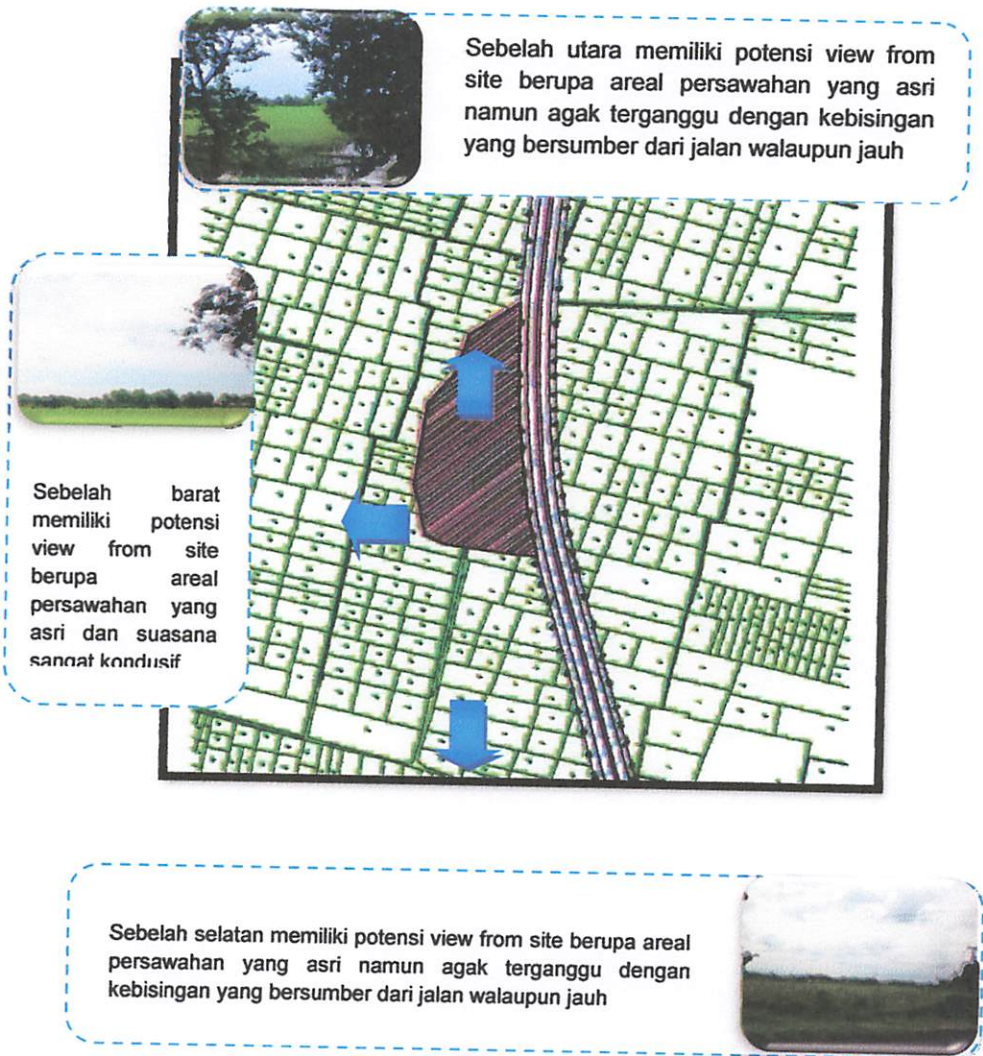 Sebelah utara memiliki potensi view from
site berupa areal persawahan yang asri
namun agak terganggu dengan kebisingan
yang bersumber dari jalan walaupun jauh
Sebelah barat
memiliki potensi
view from site
berupa areal
persawahan yang
asri dan suasana
sangat kondusif
Sebelah selatan memiliki potensi view from site berupa areal
persawahan yang asri namun agak terganggu dengan
kebisingan yang bersumber dari jalan walaupun jauh